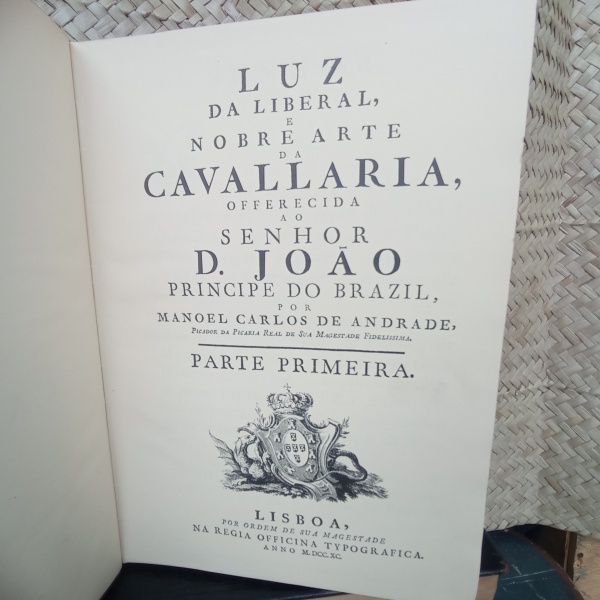 LUZ
DA LIBERAL,
E
NOBRE ARTE
DA
CAVALLARIA,
OFFERECIDA
AO
SENHOR
D. JOÃO
PRINCIPE DO BRAZIL,
POR
MANOEL CARLOS DE ANDRADE,
PICADOR DA PICARIA REAL DE SUA MAGESTADE FIDELISSIMA.
PARTE PRIMEIRA.
LISBOA,
POR ORDEM DE SUA MAGESTADE
NA REGIA OFFICINA TYPOGRAFICA.
ANNO M.DCC.XC.